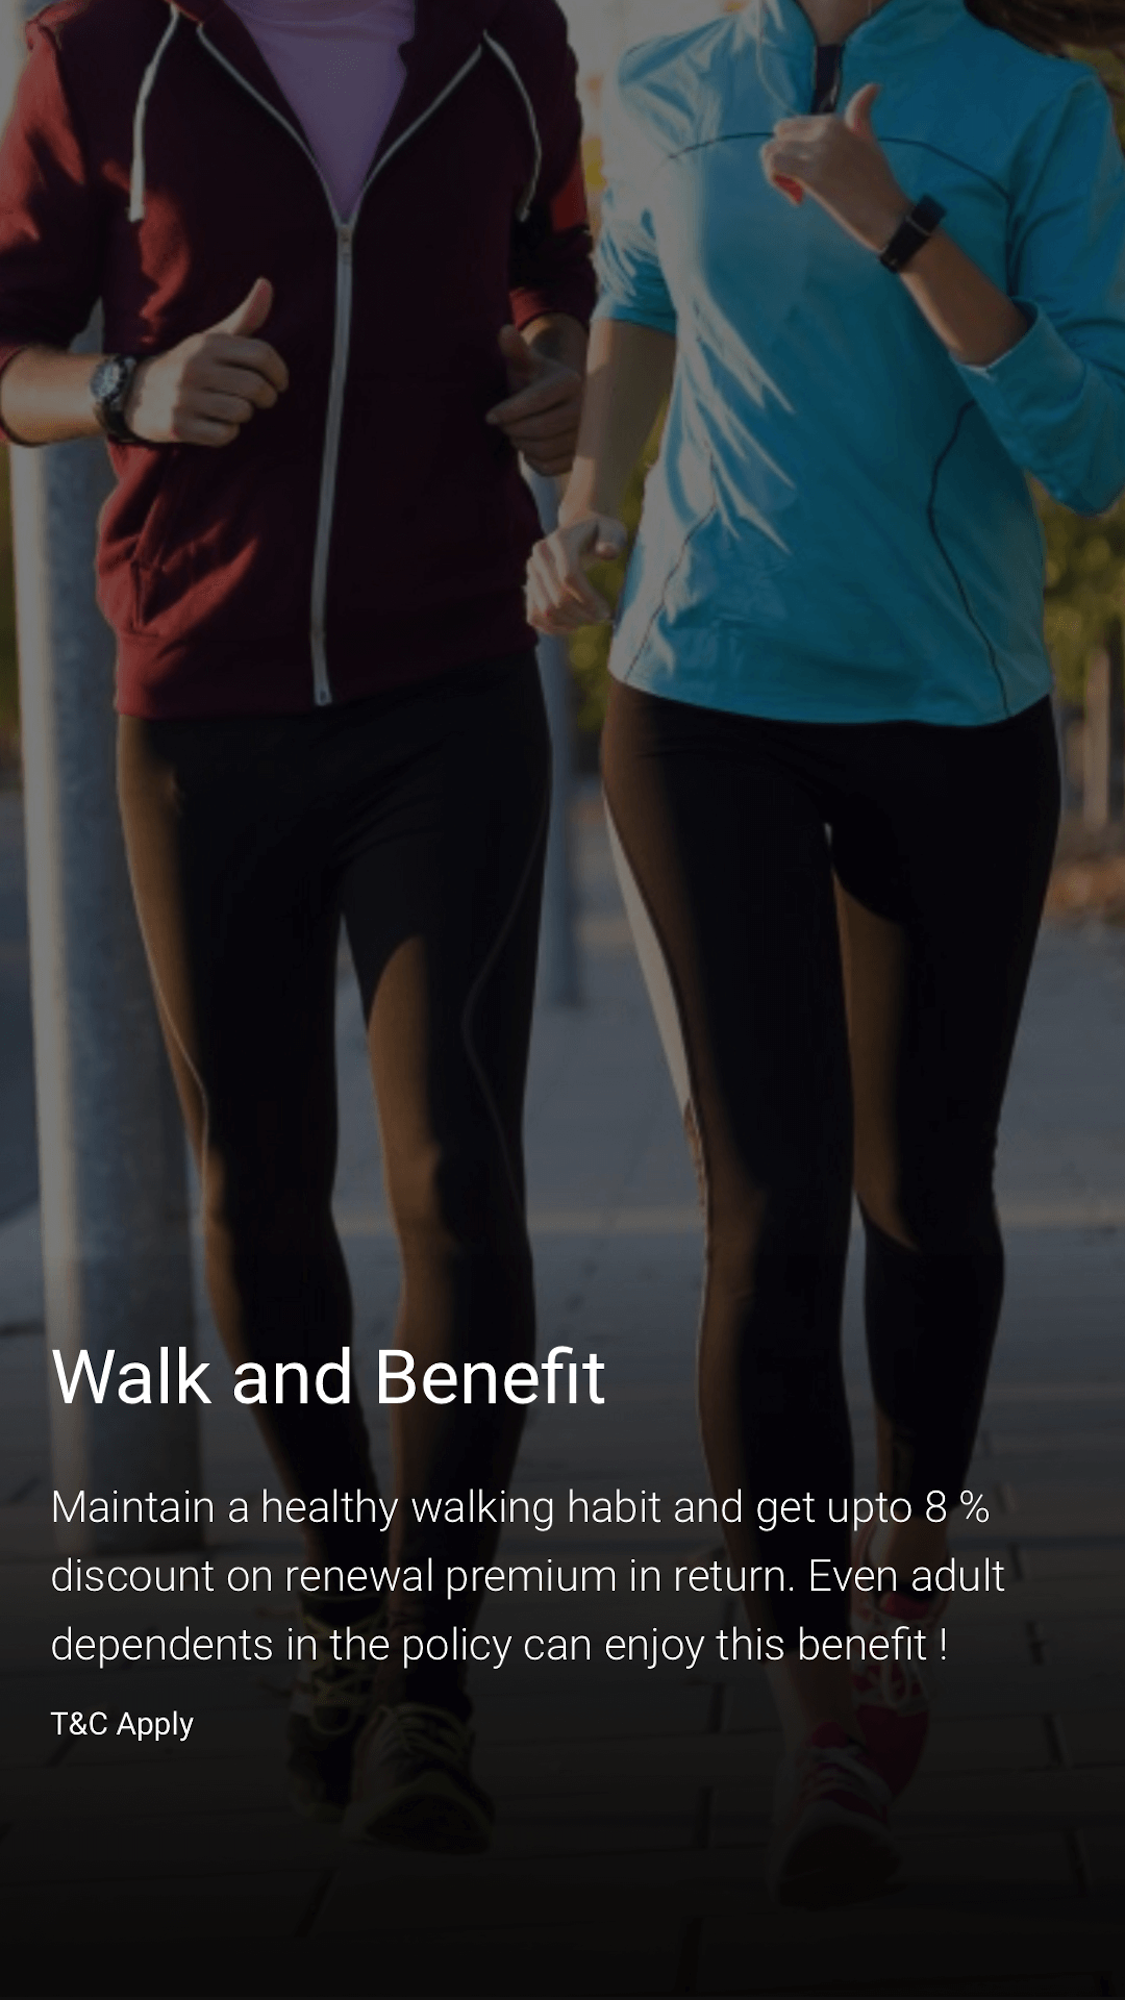 Walk and Benefit
Maintain a healthy walking habit and get upto 8 %
discount on renewal premium in return. Even adult
dependents in the policy can enjoy this benefit !
T&C Apply